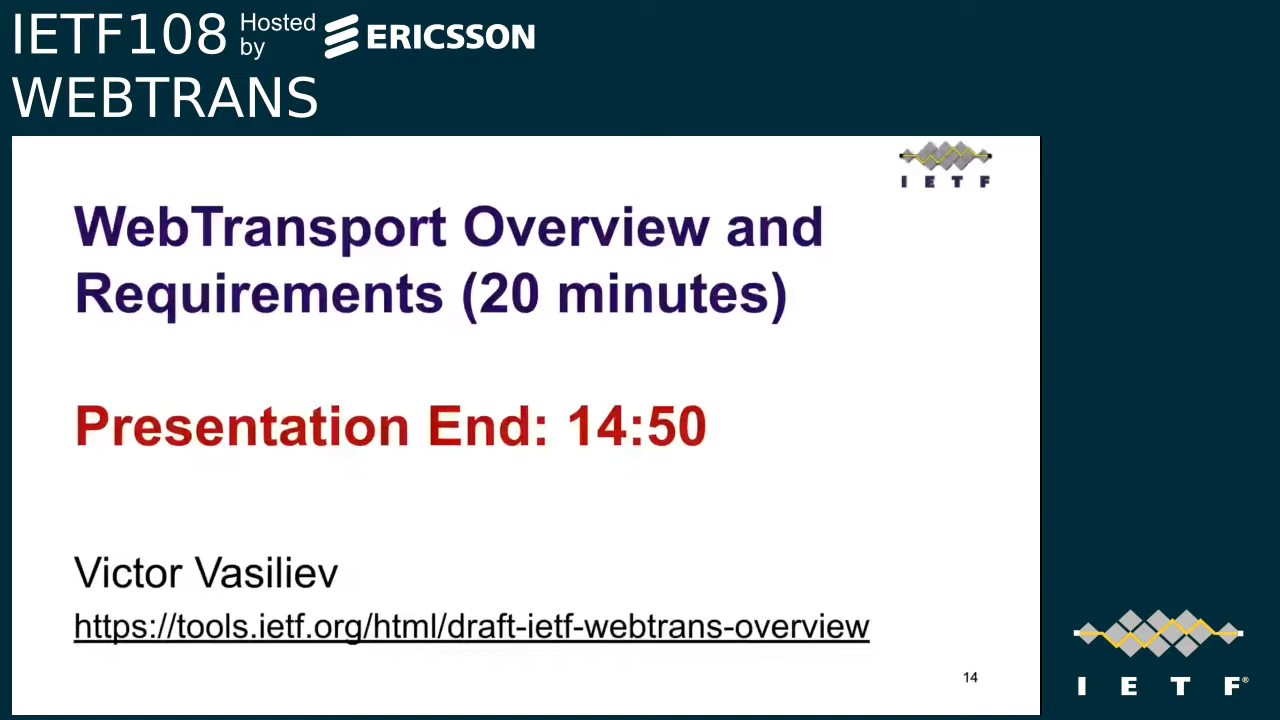 IETF108 Hosted by ERICSSON
WEBTRANS
IETF
WebTransport Overview and
Requirements (20 minutes)
Presentation End: 14:50
Victor Vasiliev
https://tools.ietf.org/html/draft-ietf-webtrans-overview
14
IETF®